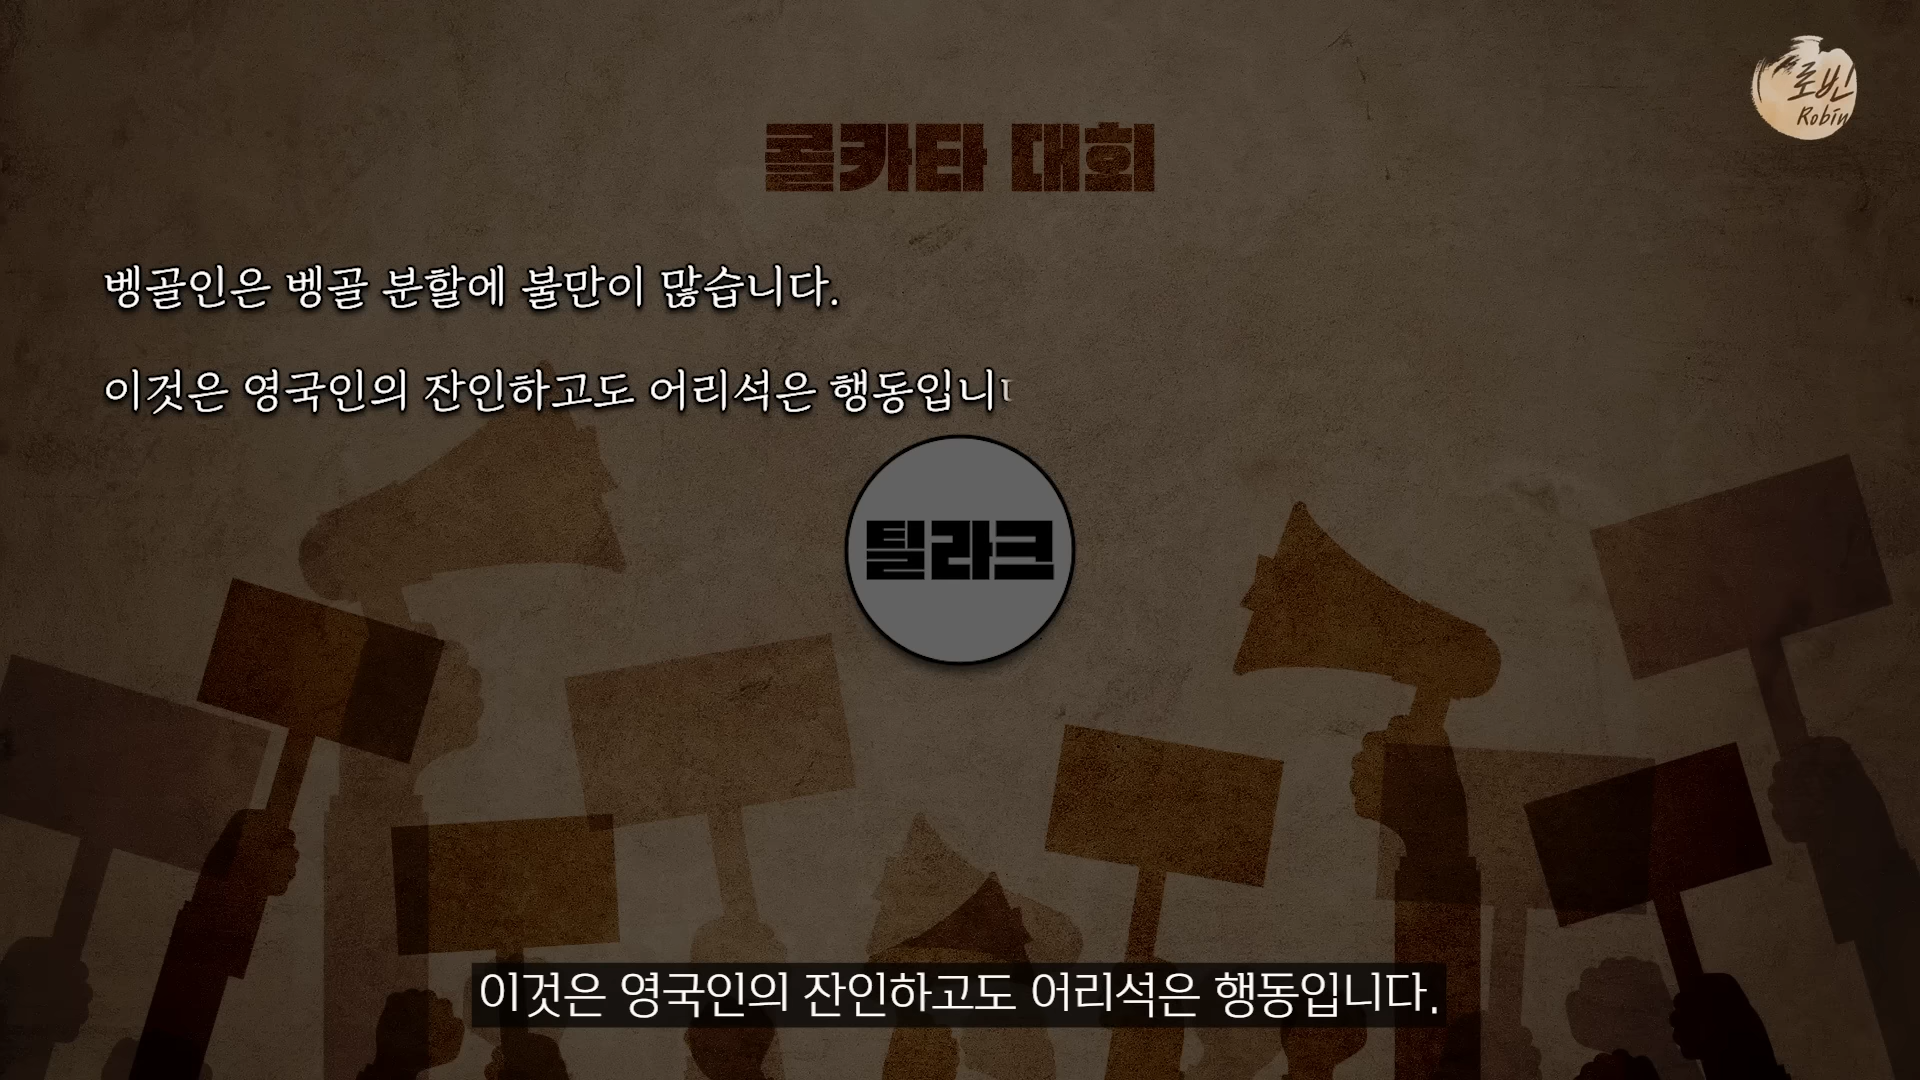 로빈
Robin
콜카타 대회
벵골인은 벵골 분할에 불만이 많습니다.
이것은 영국인의 잔인하고도 어리석은 행동입니
틸라크
이것은 영국인의 잔인하고도 어리석은 행동입니다.